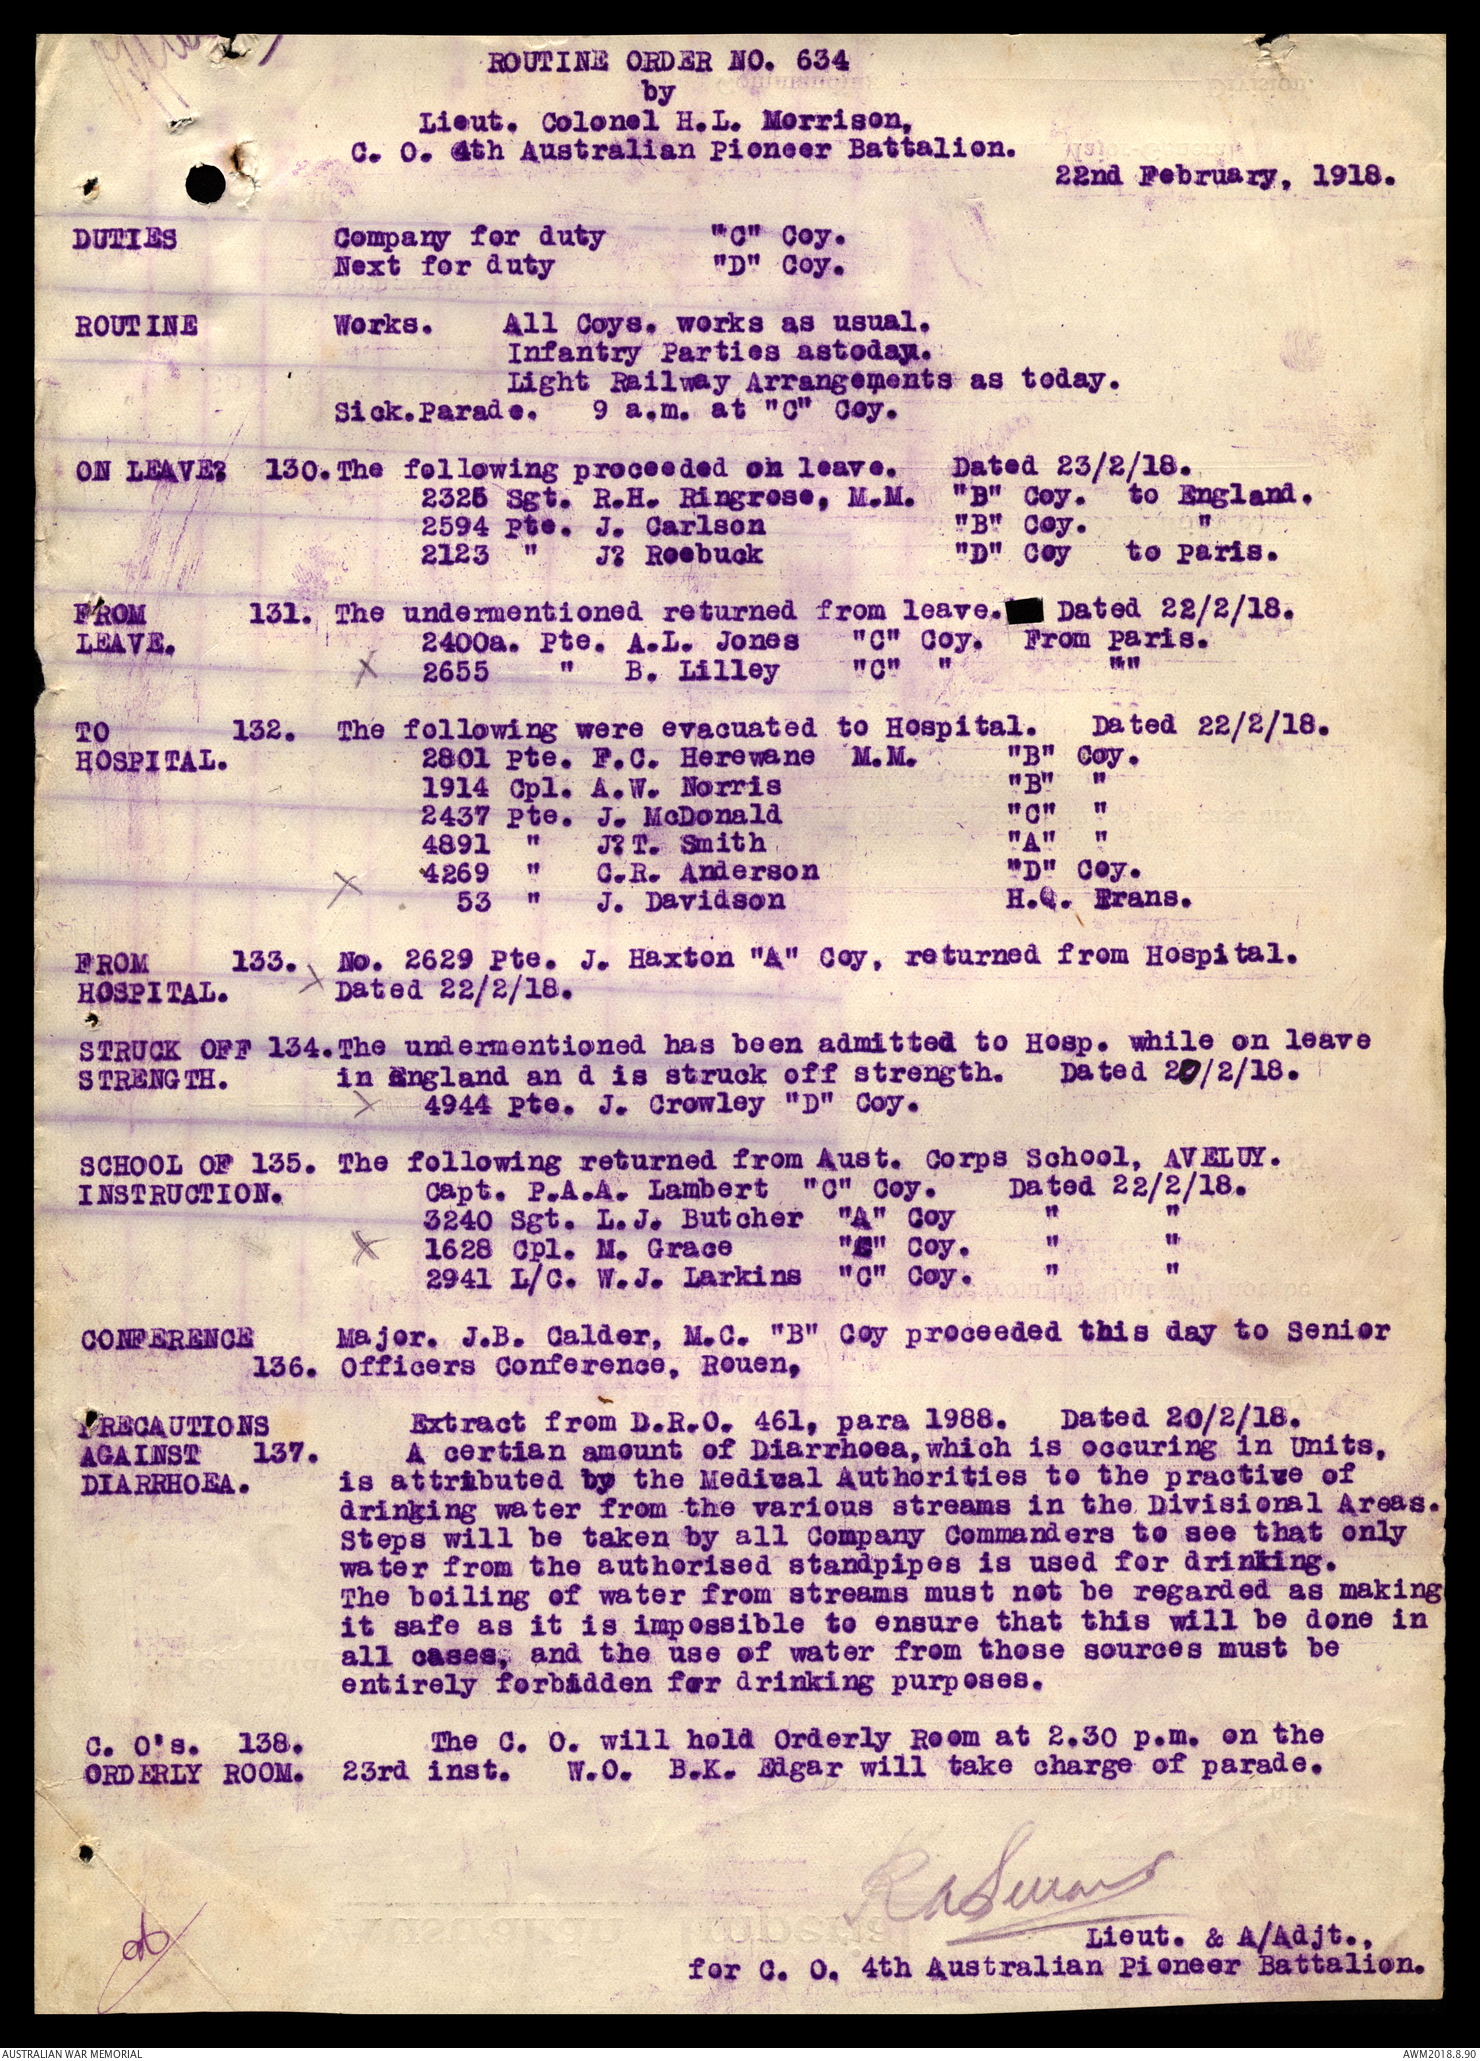 ROUTINE ORDER NO. 634
by
Lieut. Colonel H.L. Morrison,
C. O. 4th Australian Pioneer Battalion.
22nd February, 1918.
DUTIES Company for duty "C" Coy.
Next for duty "D" Coy.
ROUTINE Works. All Coys. works as usual.
Infantry Parties astoday.
Light Railway Arrangements as today.
Sick.Parade. 9 a.m. at "C" Coy.
ON LEAVE? 130. The following proceeded on leave. Dated 23/2/18.
2325 Sgt. R.H. Ringrose, M.M. "B" Coy. to England.
2594 Pte. J. Carlson "B" Coy. "
2123 " J? Roebuck "D" Coy to Paris.
FROM 131. The undermentioned returned from leave. Dated 22/2/18.
LEAVE. 2400a. Pte. A.L. Jones "C" Coy. From Paris.
X 2655 " B. Lilley "C" " ""
TO 132. The following were evacuated to Hospital. Dated 22/2/18.
HOSPITAL. 2801 Pte. F.C. Herewane M.M. "B" Coy.
1914 Cpl. A.W. Norris "B" "
2437 Pte. J. McDonald "C" "
4891 " J?T. Smith "A" "
X 4269 " C.R. Anderson "D" Coy.
53 " J. Davidson H.Q. Trans.
FROM 133. No. 2629 Pte. J. Haxton "A" Coy, returned from Hospital.
HOSPITAL. X Dated 22/2/18.
STRUCK OFF 134. The undermentioned has been admitted to Hosp. while on leave
STRENGTH. in England an d is struck off strength. Dated 20/2/18.
X 4944 Pte. J. Crowley "D" Coy.
SCHOOL OF 135. The following returned from Aust. Corps School, AVELUY.
INSTRUCTION. Capt. P.A.A. Lambert "C" Coy. Dated 22/2/18.
3240 Sgt. L.J. Butcher "A" Coy " "
X 1628 Cpl. M. Grace "C" Coy. " "
2941 L/C. W.J. Larkins "C" Coy. " "
CONFERENCE Major. J.B. Calder, M.C. "B" Coy proceeded this day to Senior
136. Officers Conference, Rouen,
PRECAUTIONS Extract from D.R.O. 461, para 1988. Dated 20/2/18.
AGAINST 137. A certian amount of Diarrhoea, which is occuring in Units,
DIARRHOEA. is attributed by the Medical Authorities to the practive of
drinking water from the various streams in the Divisional Areas.
Steps will be taken by all Company Commanders to see that only
water from the authorised standpipes is used for drinking.
The boiling of water from streams must not be regarded as making
it safe as it is impossible to ensure that this will be done in
all cases, and the use of water from those sources must be
entirely forbidden for drinking purposes.
C. O's. 138. The C. O. will hold Orderly Room at 2.30 p.m. on the
ORDERLY ROOM. 23rd inst. W.O. B.K. Edgar will take charge of parade.
Lieut. & A/Adjt.,
for C. O. 4th Australian Pioneer Battalion.
AUSTRALIAN WAR MEMORIAL AWM2018.8.90